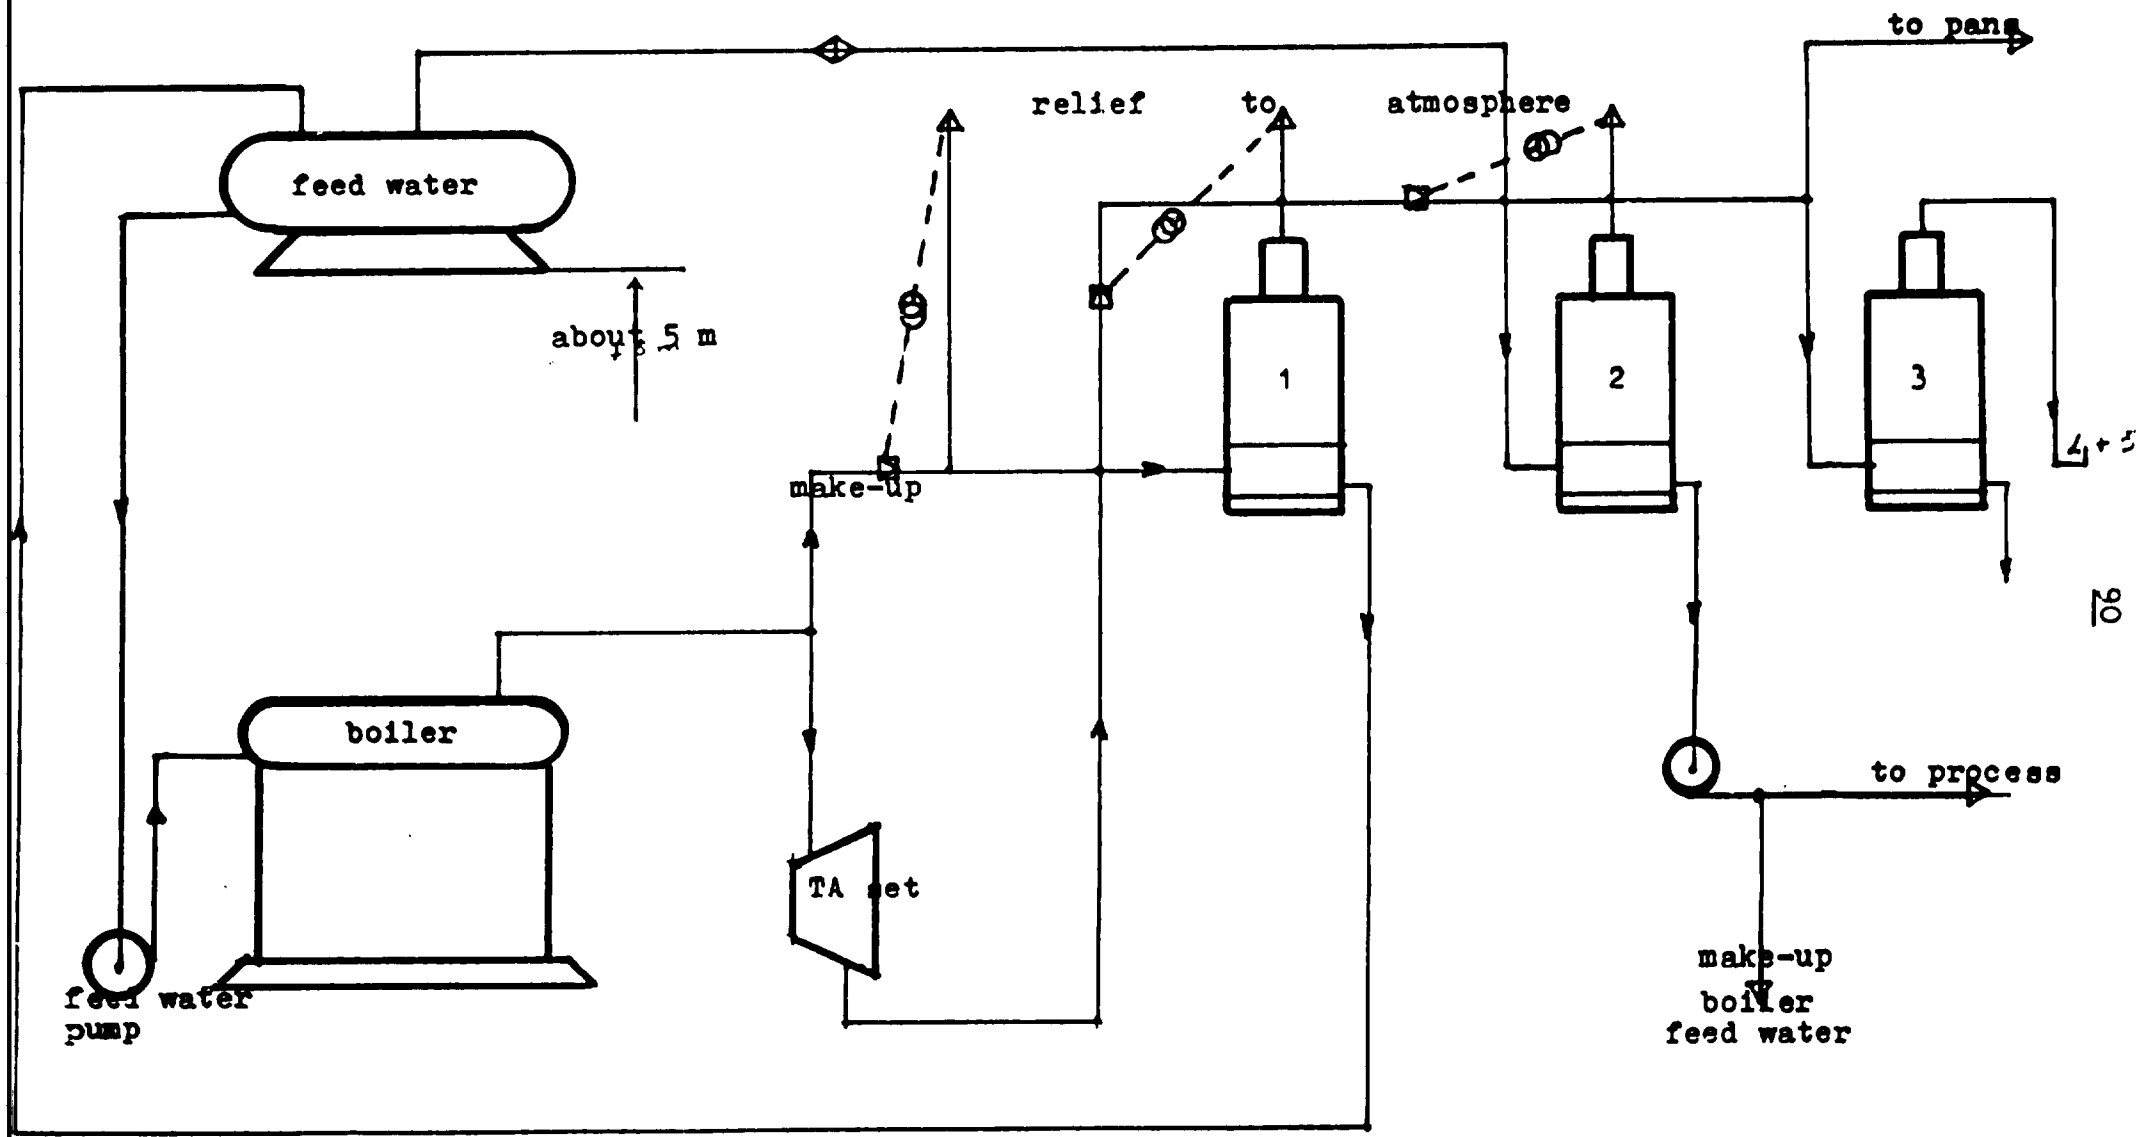 to pans
relief to atmosphere
feed water
about 5 m
1
2
3
4 + 5
make-up
90
boiler
to process
TA set
make-up
boiler
feed water
feed water
pump